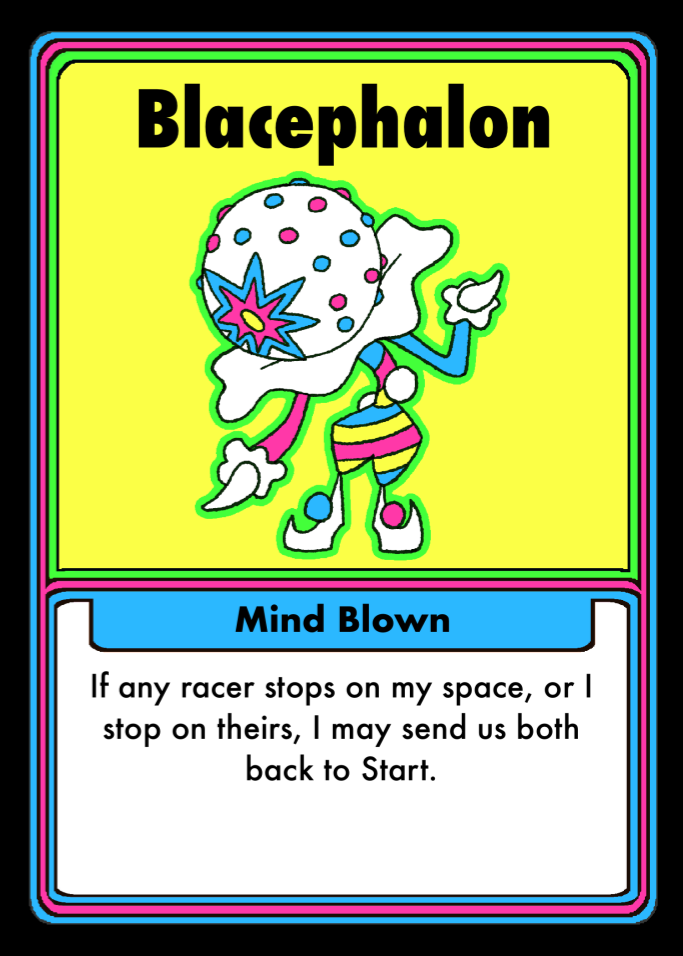 Blacephalon
Mind Blown
If any racer stops on my space, or I
stop on theirs, I may send us both
back to Start.